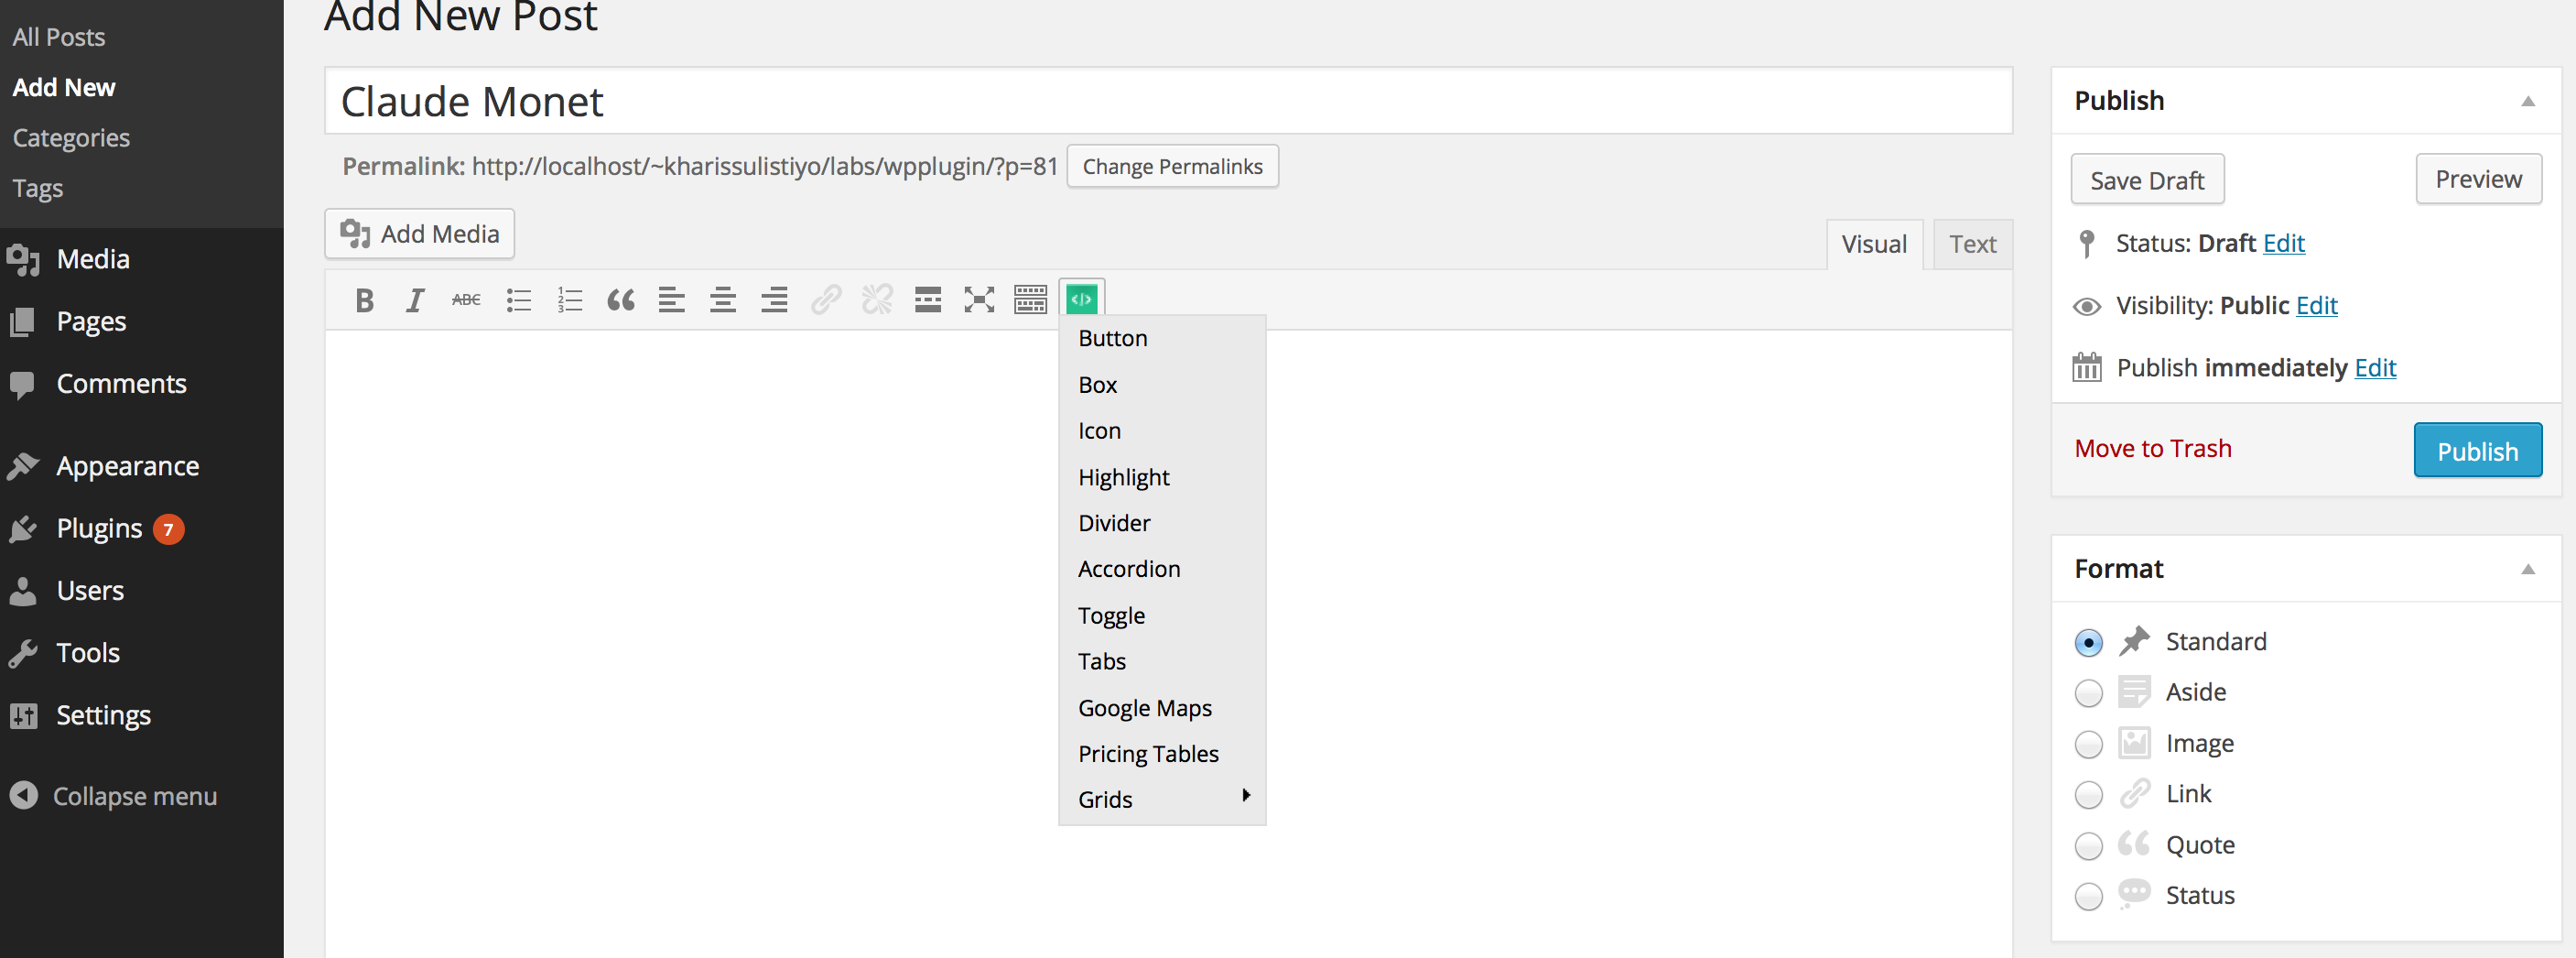 All Posts
Add New
Categories
Tags
Media
Pages
Comments
Appearance
Plugins 7
Users
Tools
Settings
Collapse menu
Add New Post
Claude Monet
Permalink: http://localhost/~kharissulistiyo/labs/wpplugin/?p=81 Change Permalinks
Add Media
Visual Text
B I ABC
Button
Box
Icon
Highlight
Divider
Accordion
Toggle
Tabs
Google Maps
Pricing Tables
Grids
Publish
Save Draft Preview
Status: Draft Edit
Visibility: Public Edit
Publish immediately Edit
Move to Trash Publish
Format
Standard
Aside
Image
Link
Quote
Status